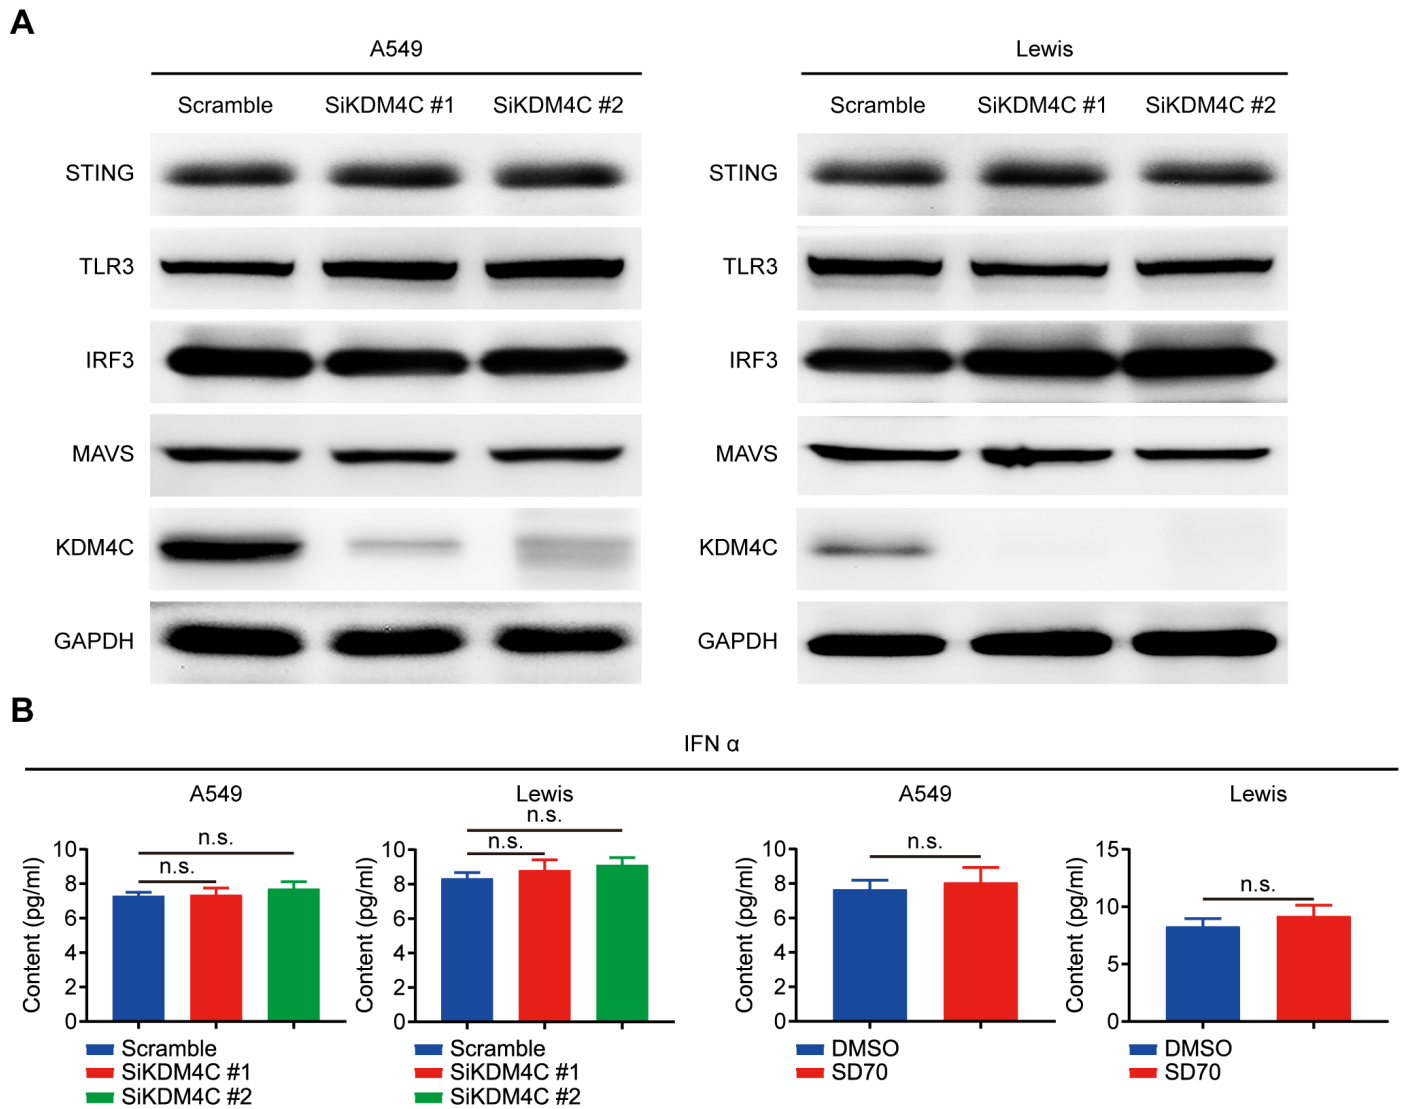 A
A549
Lewis
Scramble SiKDM4C #1 SiKDM4C #2
Scramble SiKDM4C #1 SiKDM4C #2
STING
STING
TLR3
TLR3
IRF3
IRF3
MAVS
MAVS
KDM4C
KDM4C
GAPDH
GAPDH
B
IFN α
A549
n.s.
n.s.
Content (pg/ml)
10
8
6
4
2
0
Scramble
SiKDM4C #1
SiKDM4C #2
Lewis
n.s.
n.s.
Content (pg/ml)
10
8
6
4
2
0
Scramble
SiKDM4C #1
SiKDM4C #2
A549
n.s.
Content (pg/ml)
10
8
6
4
2
0
DMSO
SD70
Lewis
n.s.
Content (pg/ml)
15
10
5
0
DMSO
SD70